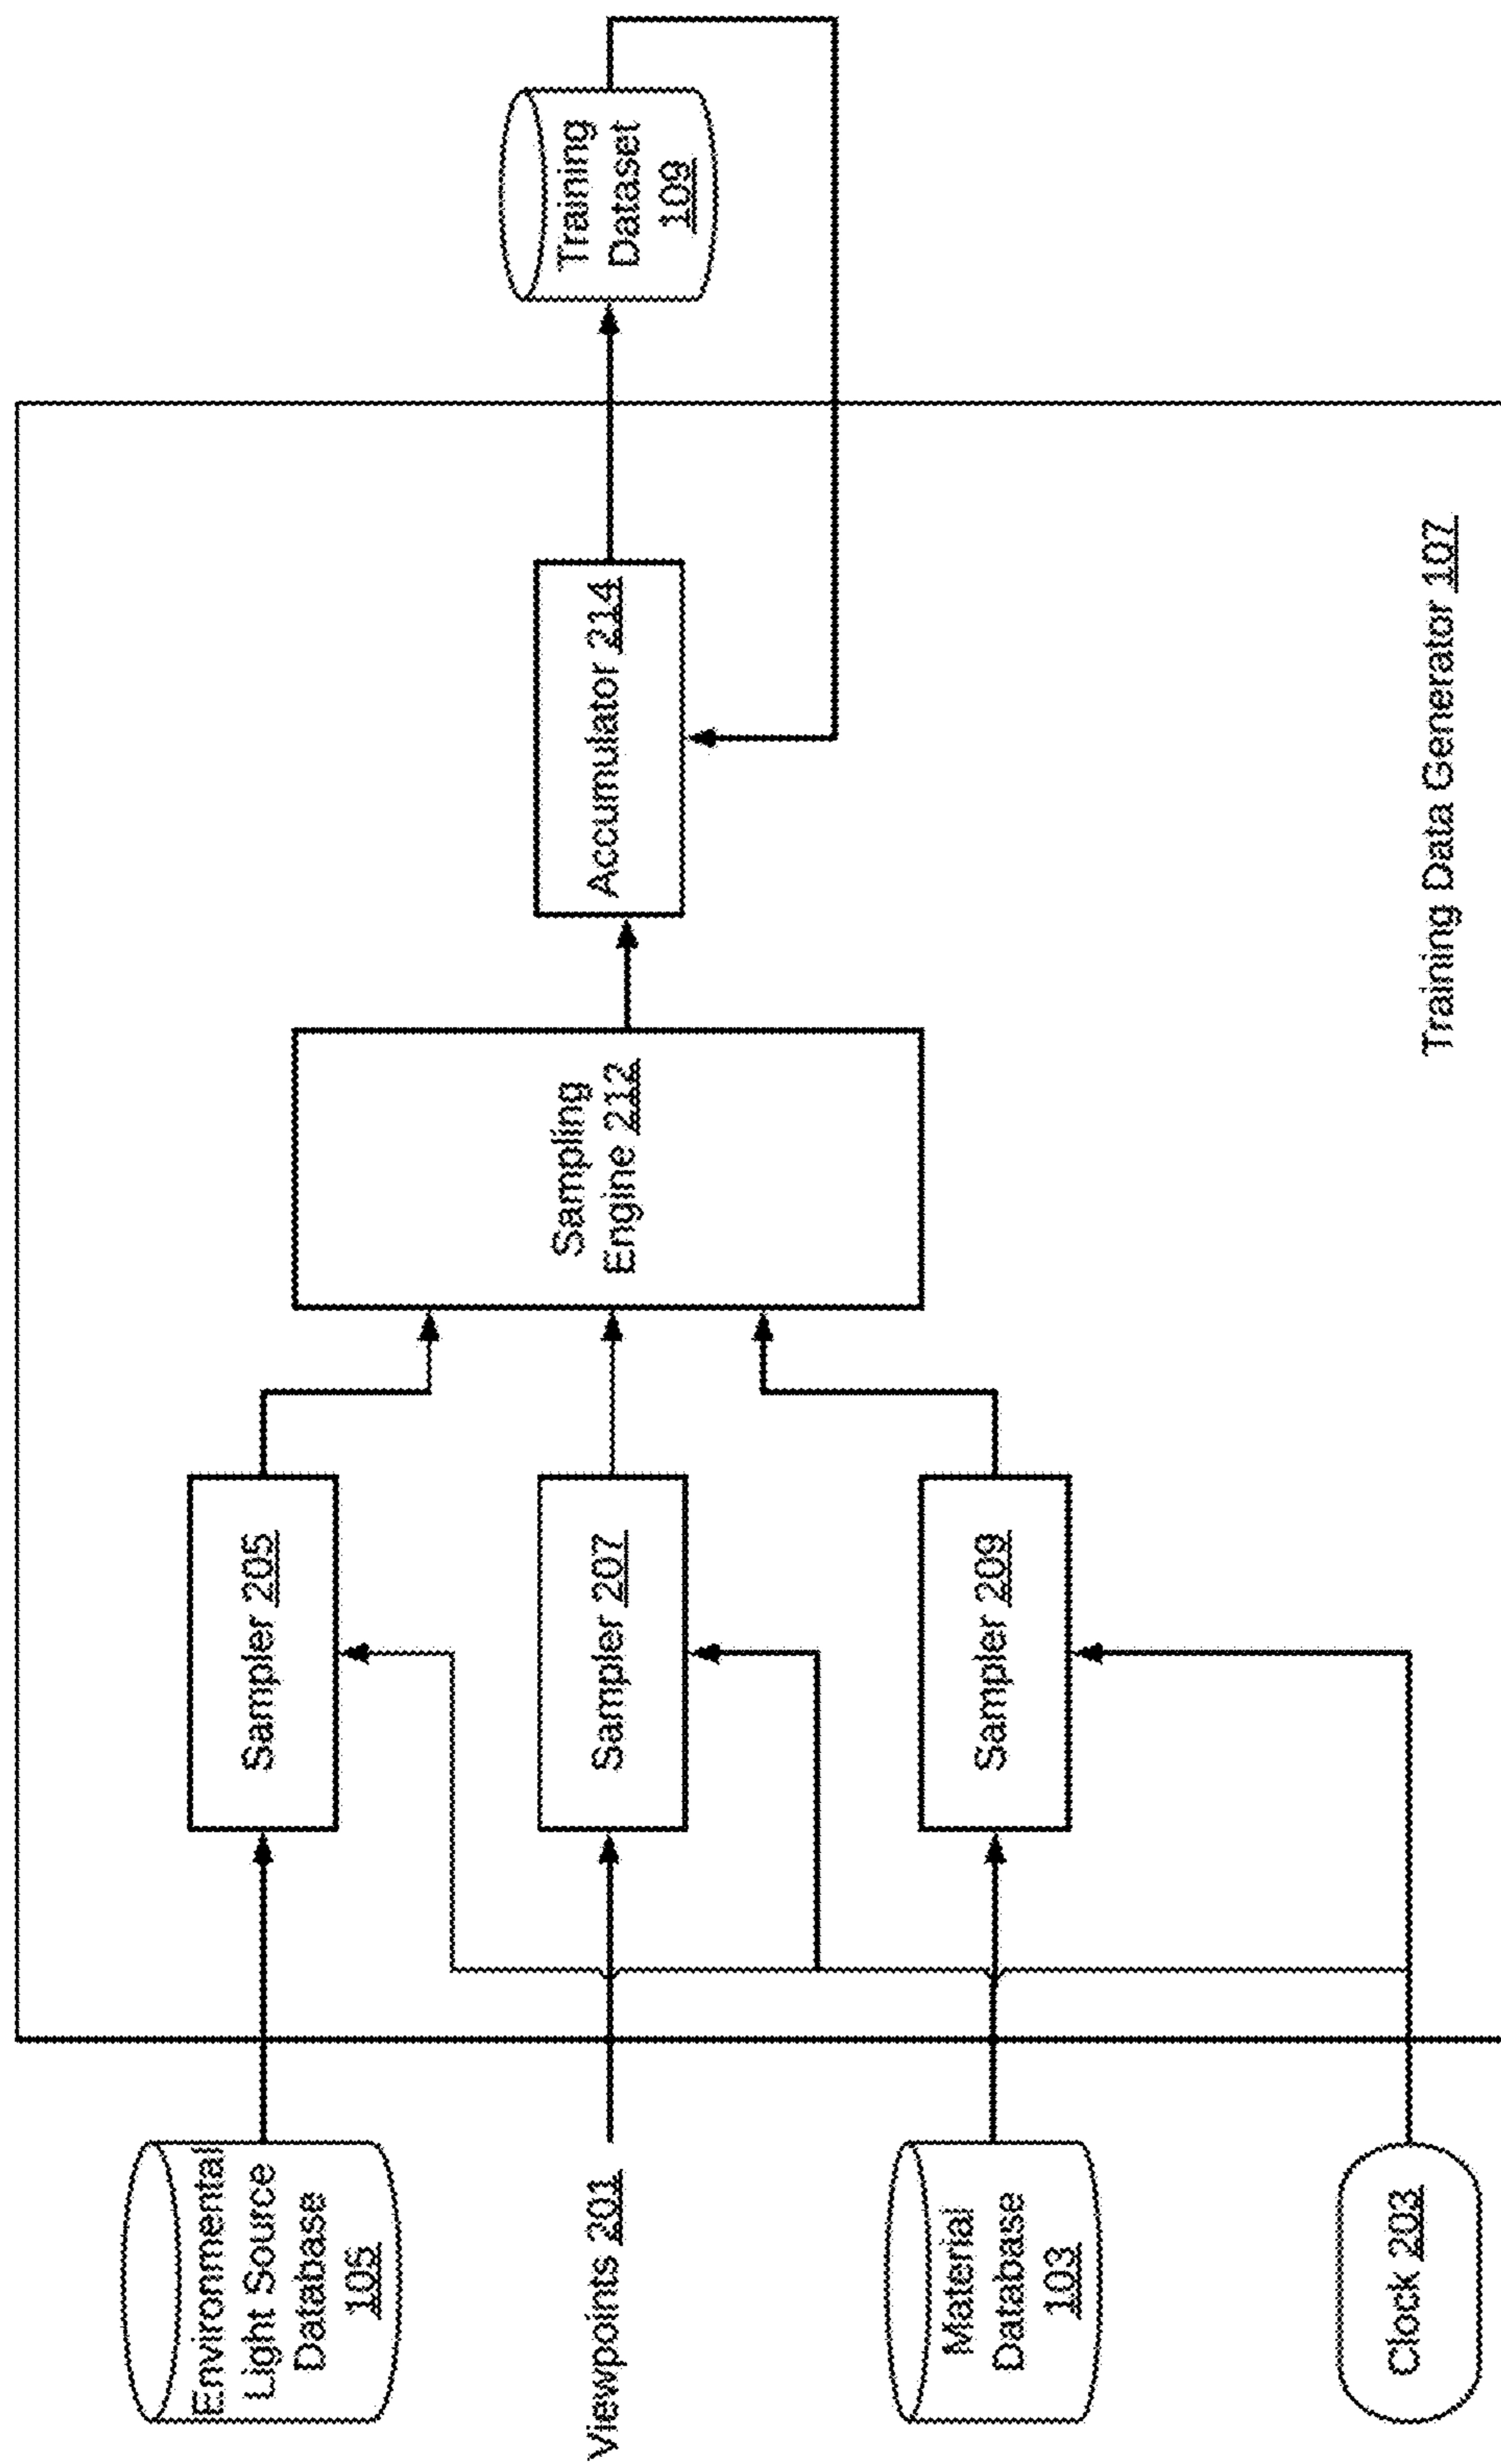 Environmental
Light Source
Database
105
Viewpoints 201
Material
Database
103
Clock 203
Sampler 205
Sampler 207
Sampler 209
Sampling
Engine 212
Accumulator 214
Training
Dataset
109
Training Data Generator 107